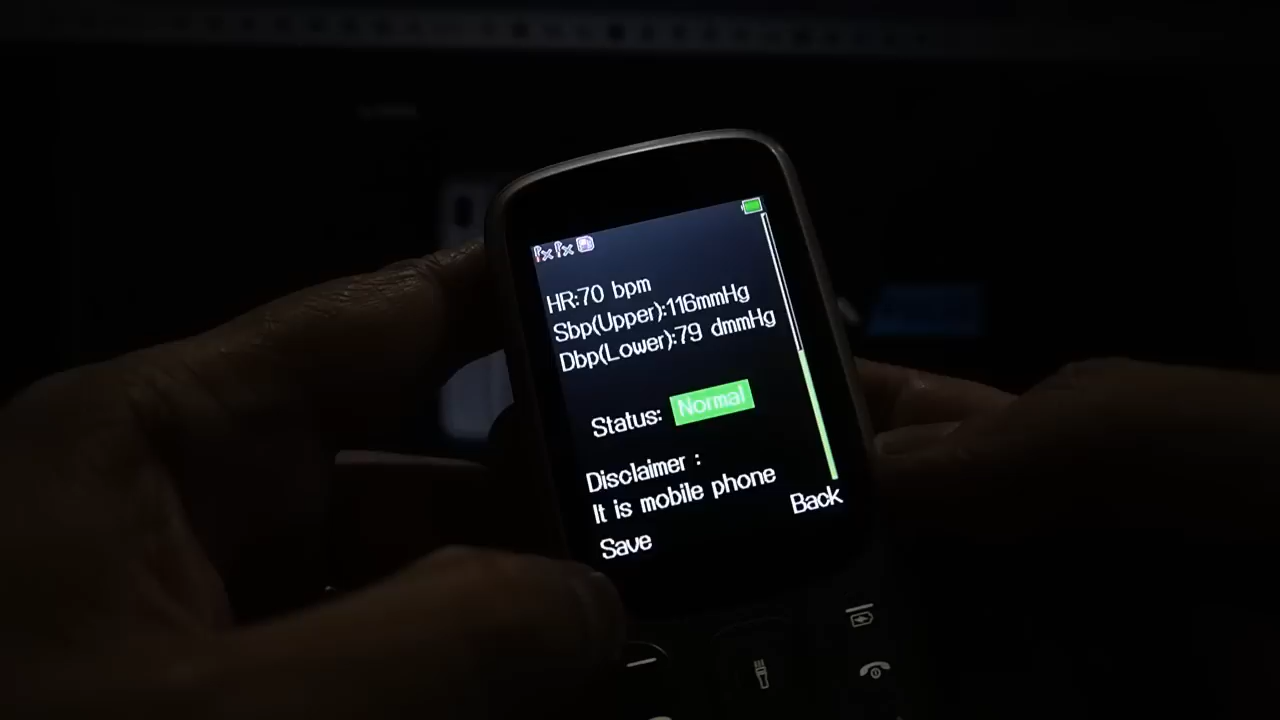 HR:70 bpm
Sbp(Upper):116mmHg
Dbp(Lower):79 dmmHg
Status: Normal
Disclaimer :
It is mobile phone
Save Back